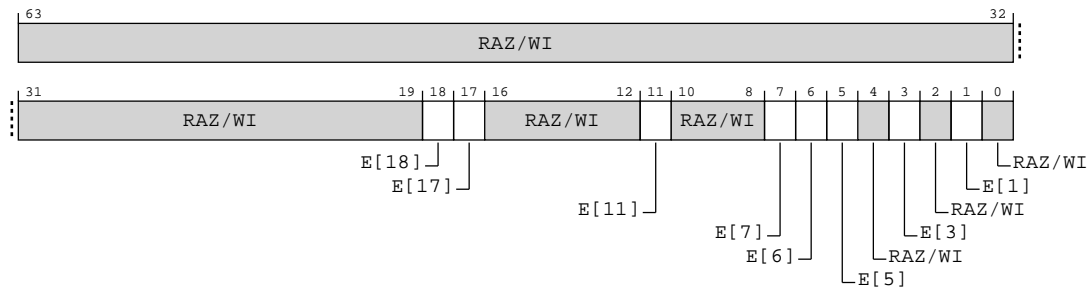 63 32
RAZ/WI
31 19 18 17 16 12 11 10 8 7 6 5 4 3 2 1 0
RAZ/WI RAZ/WI RAZ/WI
E[18] RAZ/WI
E[17] E[1]
E[11] RAZ/WI
E[7] E[3]
E[6] RAZ/WI
E[5]